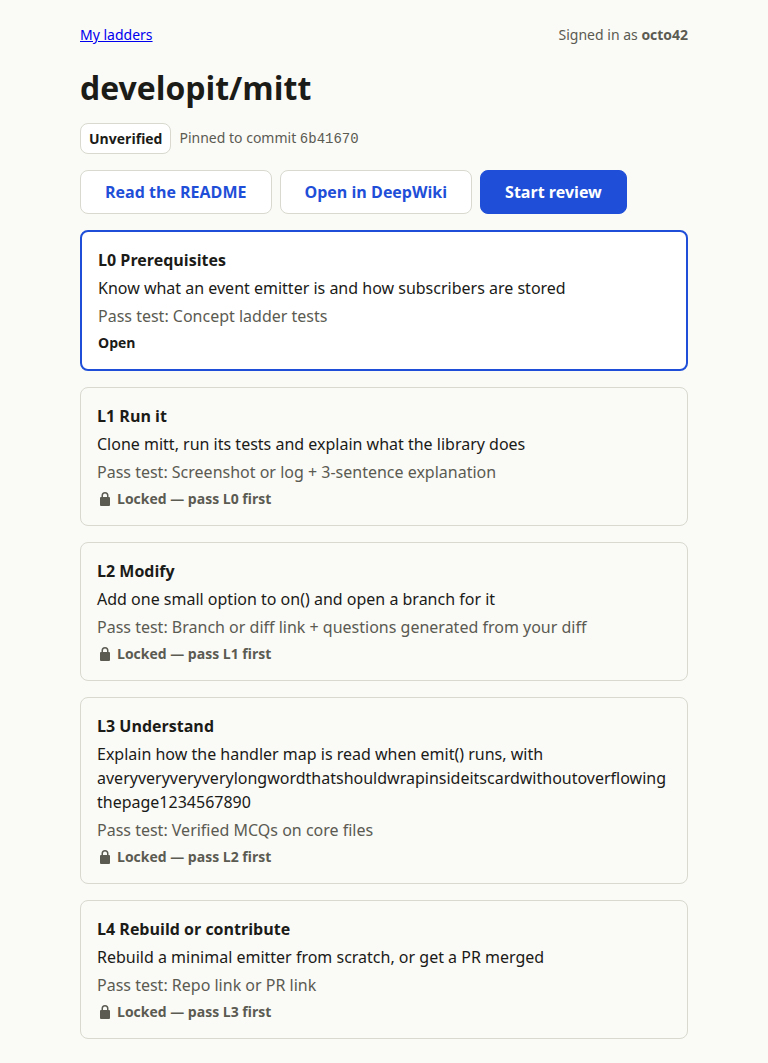 My ladders
Signed in as octo42
developit/mitt
Unverified Pinned to commit 6b41670
Read the README Open in DeepWiki Start review
L0 Prerequisites
Know what an event emitter is and how subscribers are stored
Pass test: Concept ladder tests
Open
L1 Run it
Clone mitt, run its tests and explain what the library does
Pass test: Screenshot or log + 3-sentence explanation
Locked — pass L0 first
L2 Modify
Add one small option to on() and open a branch for it
Pass test: Branch or diff link + questions generated from your diff
Locked — pass L1 first
L3 Understand
Explain how the handler map is read when emit() runs, with
averyveryveryverylongwordthatshouldwrapinsideitscardwithoutoverflowing
thepage1234567890
Pass test: Verified MCQs on core files
Locked — pass L2 first
L4 Rebuild or contribute
Rebuild a minimal emitter from scratch, or get a PR merged
Pass test: Repo link or PR link
Locked — pass L3 first